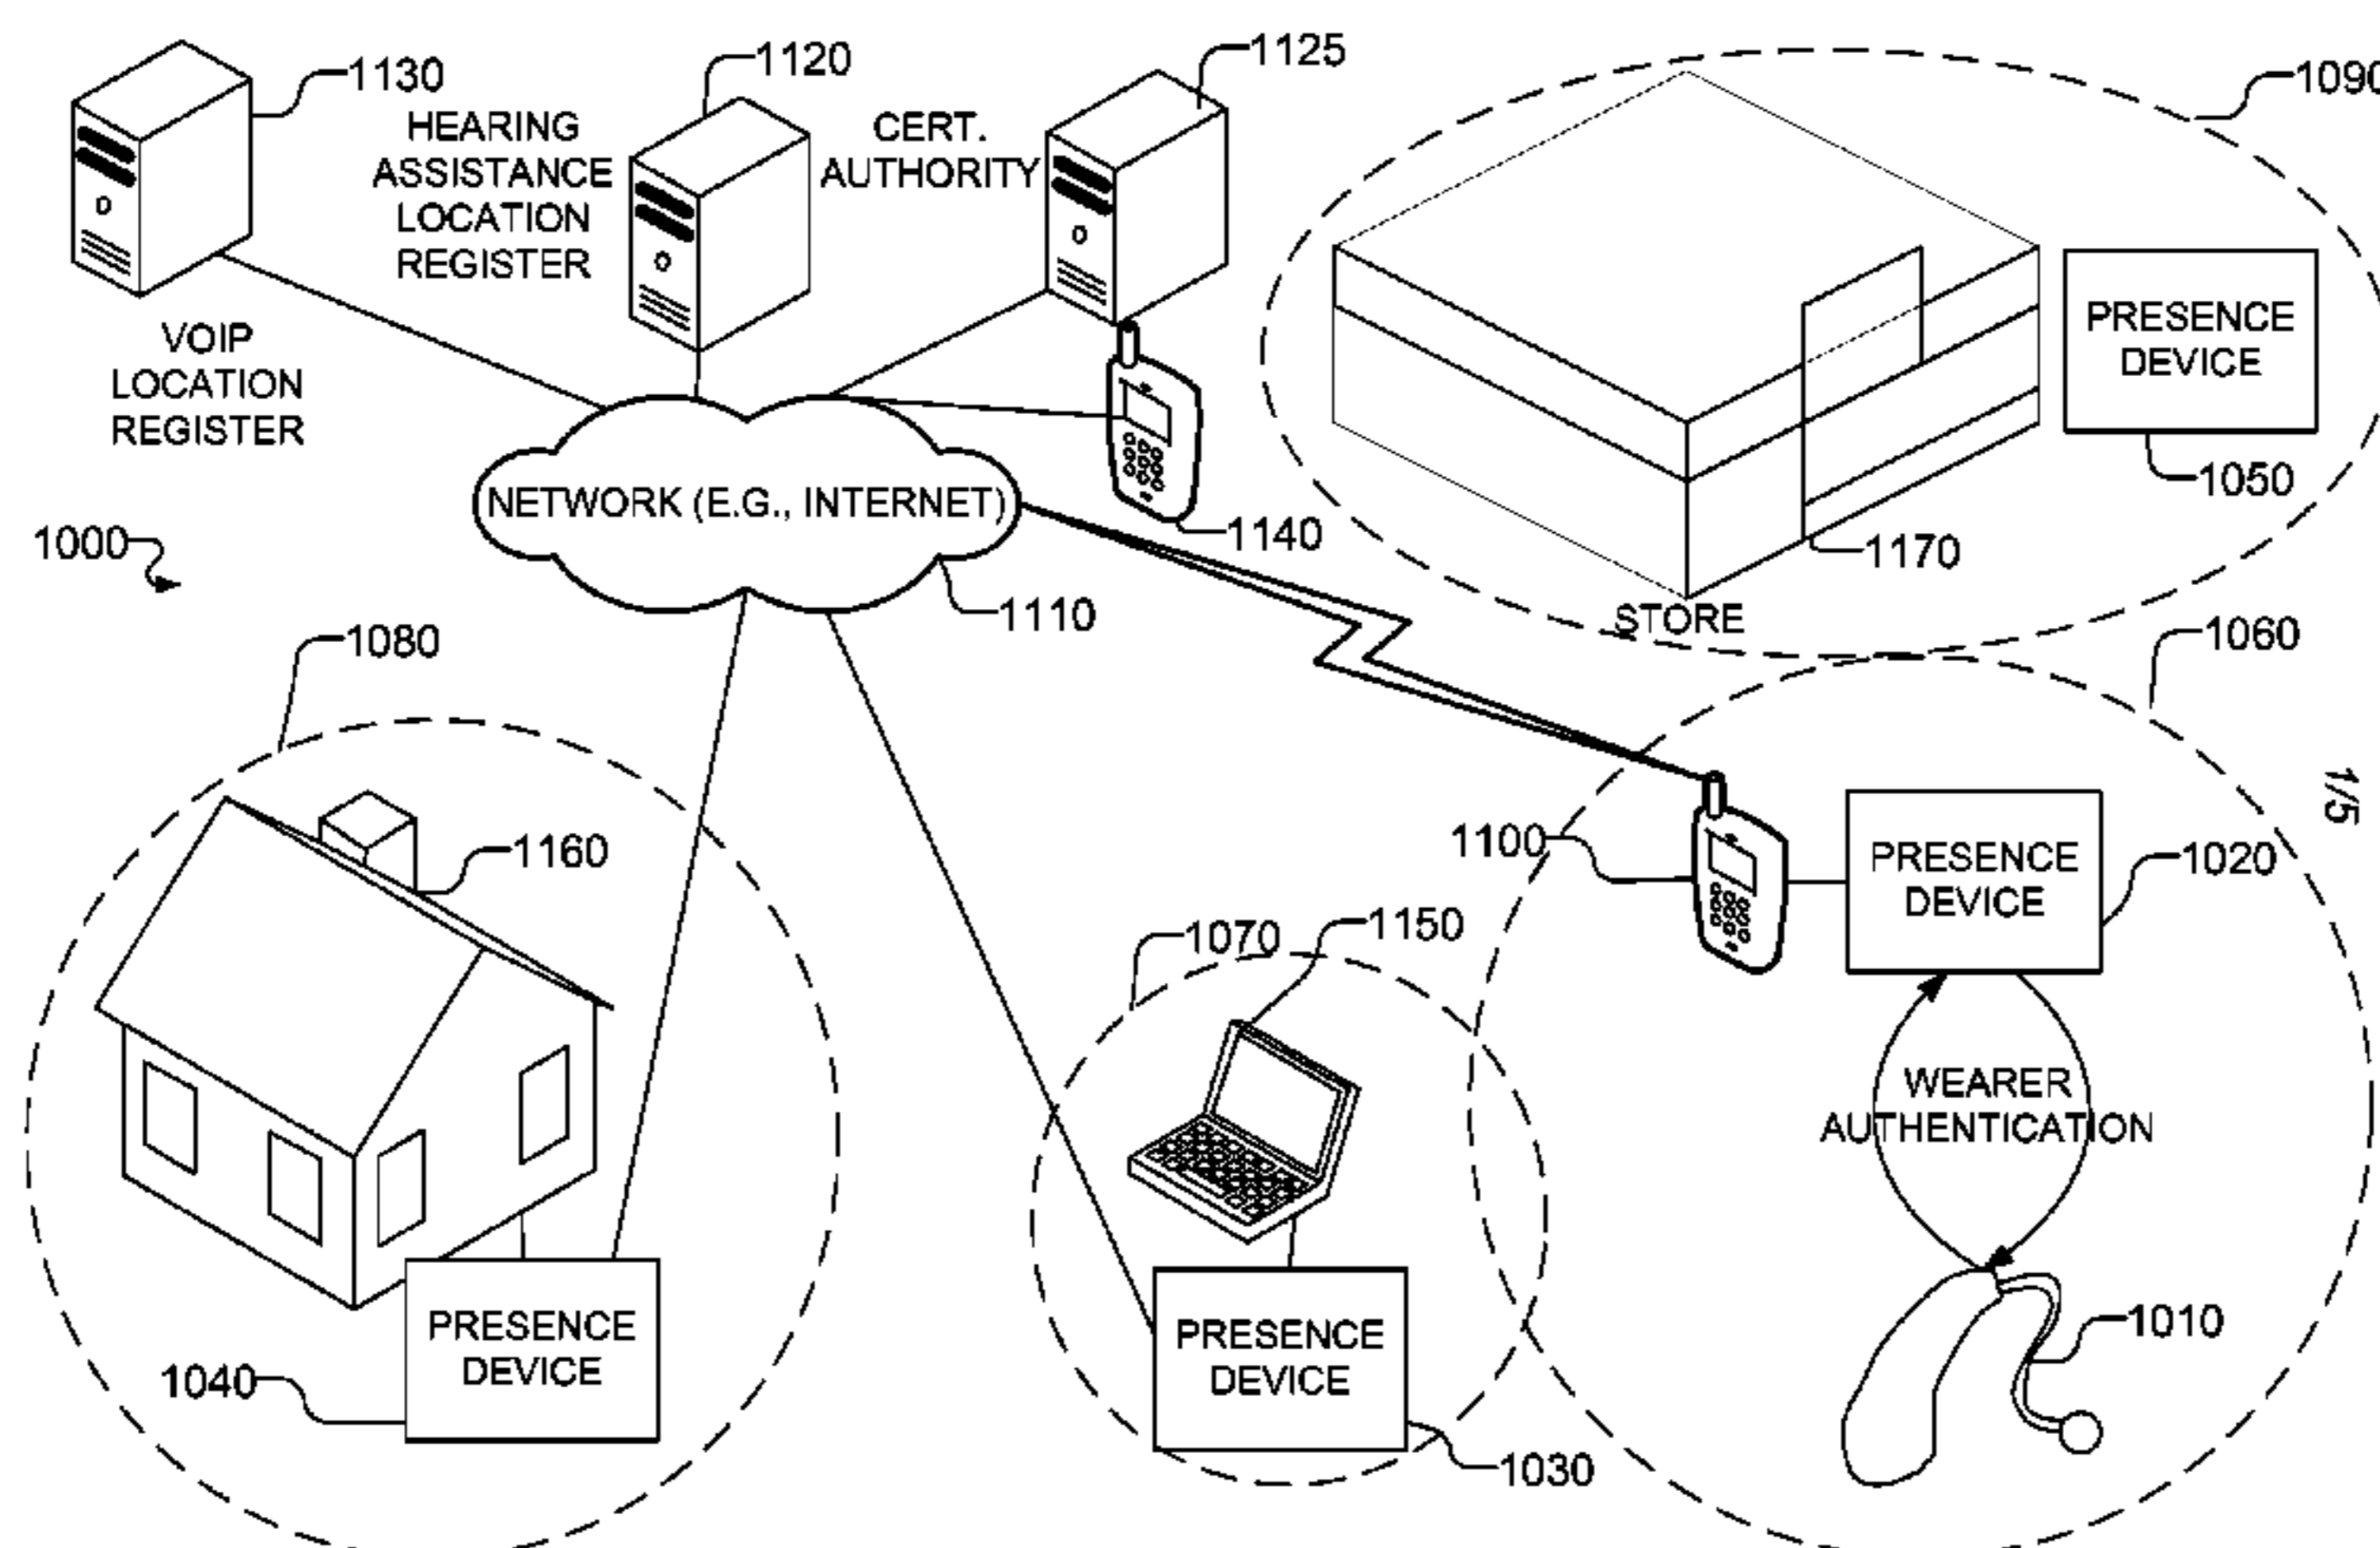 1130
1120
1125
1090
HEARING
ASSISTANCE
LOCATION
REGISTER
CERT.
AUTHORITY
VOIP
LOCATION
REGISTER
PRESENCE
DEVICE
1050
NETWORK (E.G., INTERNET)
1140
1170
1000
1110
STORE
1080
1060
1/5
1160
1100
PRESENCE
DEVICE
1020
1070
1150
WEARER
AUTHENTICATION
PRESENCE
DEVICE
1040
PRESENCE
DEVICE
1030
1010